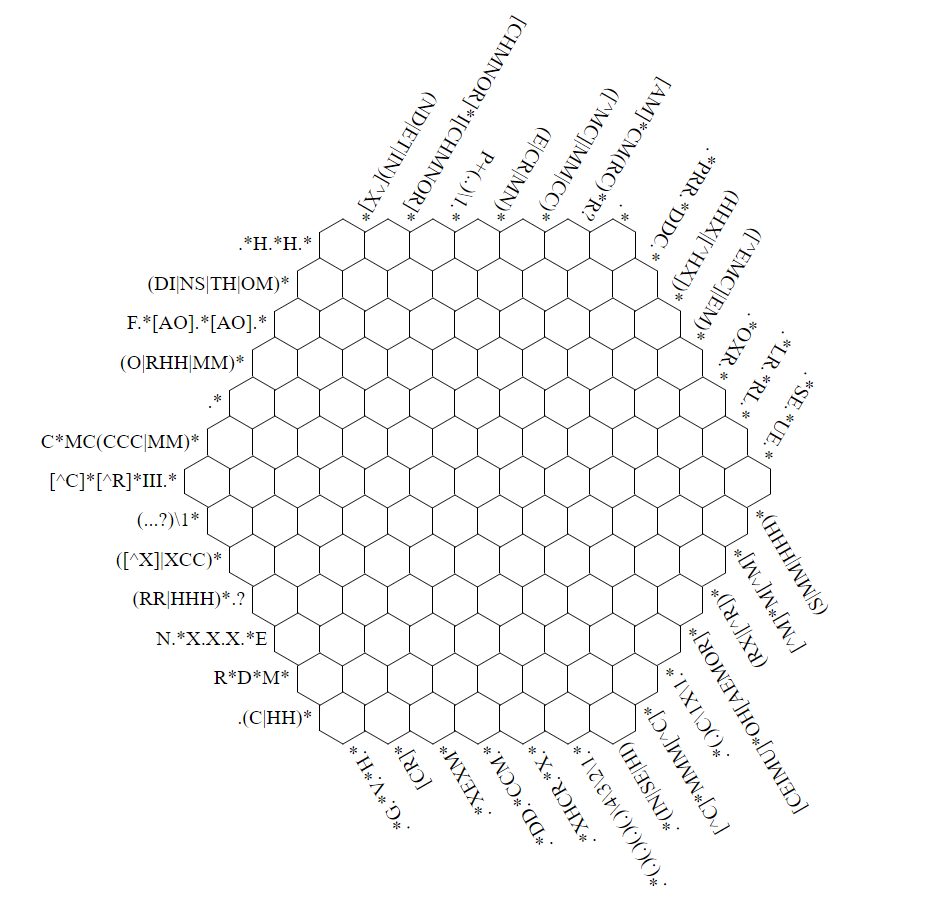 (ND|ET|IN)[^X]*
[CHMNOR]*I[CHMNOR]*
P+(..)\1.*
(E|CR|MN)*
([^MC]|MM|CC)*
[AM]*CM(RC)*R?
.*
.*PRR.*DDC.*
(HHX|[^HX])*
([^EMC]|EM)*
.*OXR.*
.*LR.*RL.*
.*SE.*UE.*
.*H.*H.*
(DI|NS|TH|OM)*
F.*[AO].*[AO].*
(O|RHH|MM)*
.*
C*MC(CCC|MM)*
[^C]*[^R]*III.*
(...?)\1*
([^X]|XCC)*
(RR|HHH)*.?
N.*X.X.X.*E
R*D*M*
.(C|HH)*
.*G.*V.*H.*
[CR]*
.*XEXM*
.*DD.*CCM.*
.*XHCR.*X.*
.*(.)(.)(.)(.)\4\3\2\1.*
.*(IN|SE|HI)
[^C]*MMM[^C]*
.*(.)C\1X\1.*
[CEIMU]*OH[AEMOR]*
(RX|[^R])*
[^M]*M[^M]*
(S|MM|HHH)*